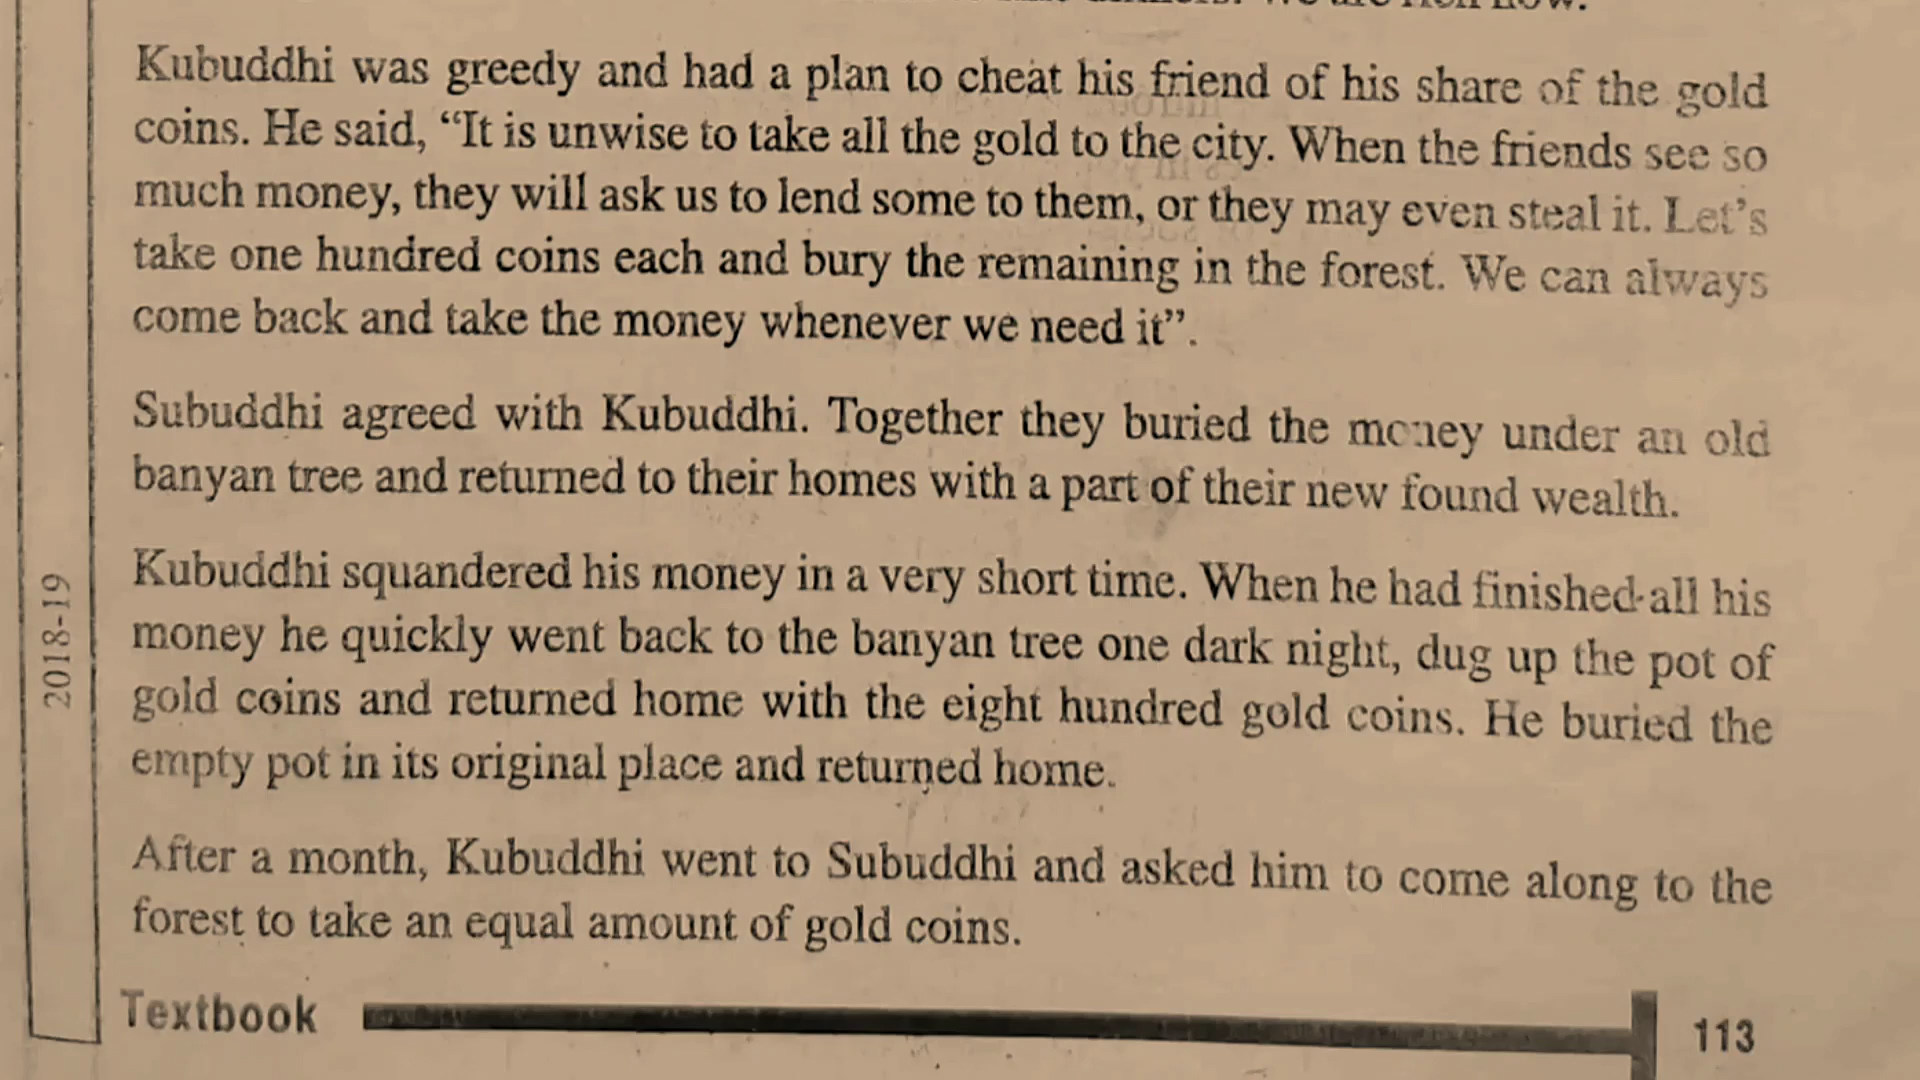 Kubuddhi was greedy and had a plan to cheat his friend of his share of the gold
coins. He said, “It is unwise to take all the gold to the city. When the friends see so
much money, they will ask us to lend some to them, or they may even steal it. Let’s
take one hundred coins each and bury the remaining in the forest. We can always
come back and take the money whenever we need it”.
Subuddhi agreed with Kubuddhi. Together they buried the money under an old
banyan tree and returned to their homes with a part of their new found wealth.
Kubuddhi squandered his money in a very short time. When he had finished all his
money he quickly went back to the banyan tree one dark night, dug up the pot of
gold coins and returned home with the eight hundred gold coins. He buried the
empty pot in its original place and returned home.
After a month, Kubuddhi went to Subuddhi and asked him to come along to the
forest to take an equal amount of gold coins.
2018-19
Textbook 113